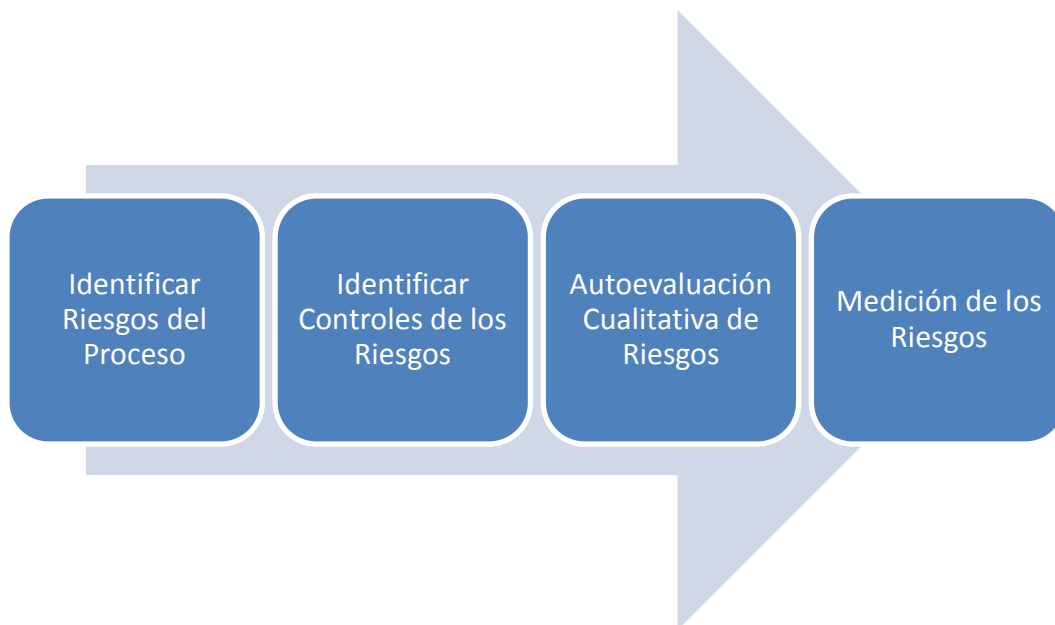 Identificar
Riesgos del
Proceso
Identificar
Controles de los
Riesgos
Autoevaluación
Cualitativa de
Riesgos
Medición de los
Riesgos